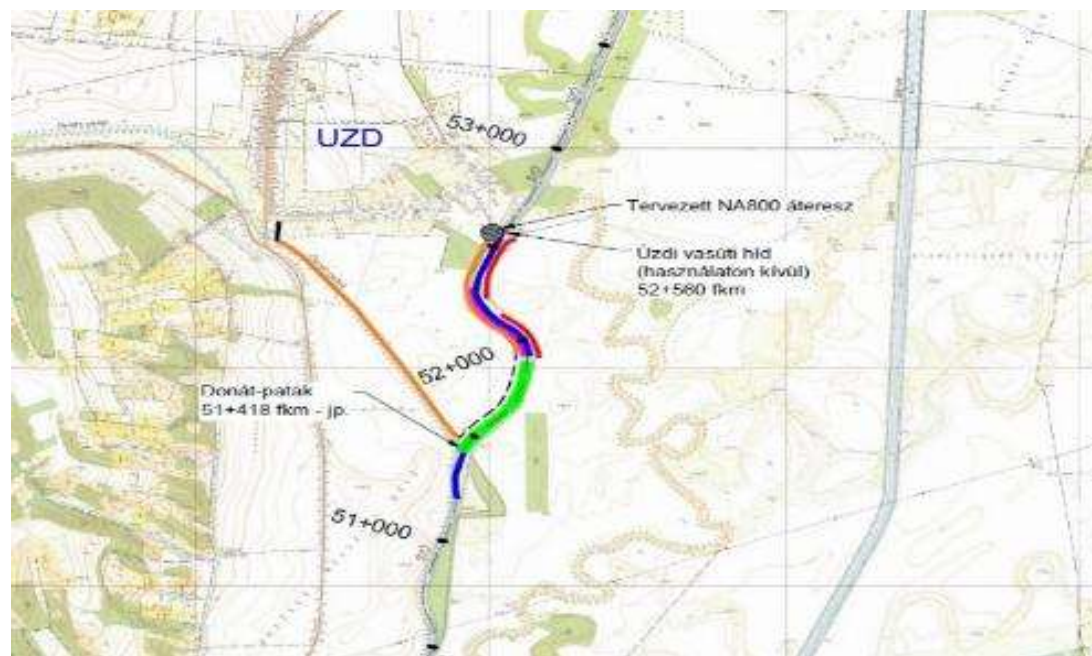 53+000
UZD
Tervezett NA800 áteresz
Üzdi vasúti híd
(használaton kívül)
52+560 fkm
52+000
Donát-patak
51+418 fkm - jp.
51+000